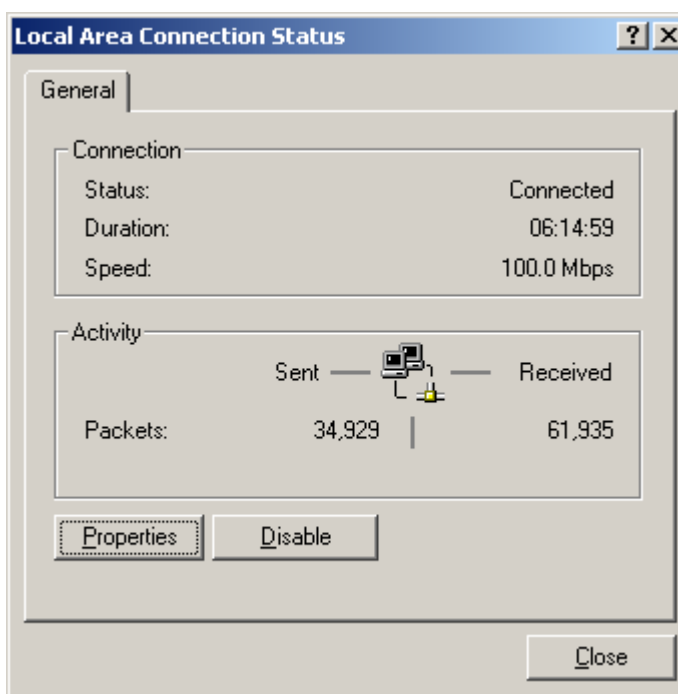 Local Area Connection Status
General
Connection
Status: Connected
Duration: 06:14:59
Speed: 100.0 Mbps
Activity
Sent Received
Packets: 34,929 61,935
Properties Disable
Close